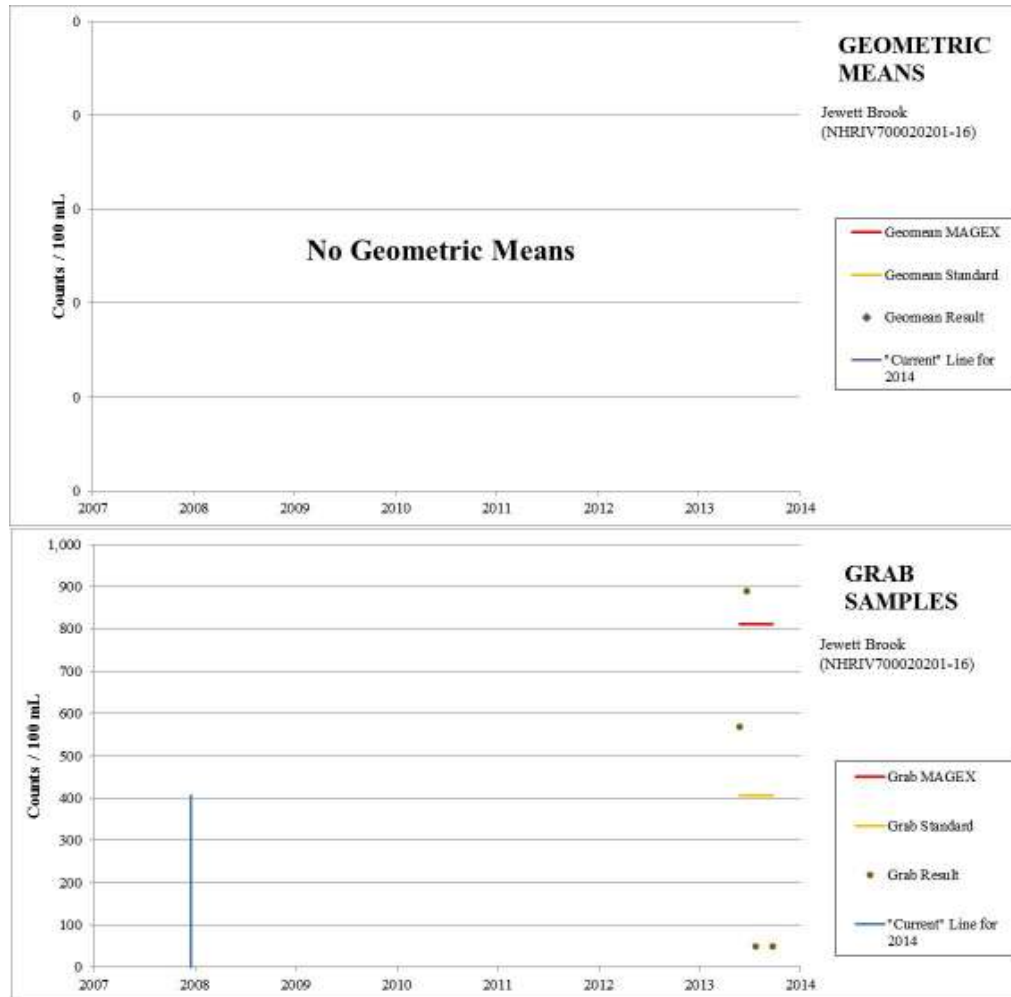 0
0
0
0
0
0
Counts / 100 mL
No Geometric Means
2007 2008 2009 2010 2011 2012 2013 2014
GEOMETRIC
MEANS
Jewett Brook
(NHRIV700020201-16)
Geomean MAGEX
Geomean Standard
Geomean Result
"Current" Line for
2014
1,000
900
800
700
600
500
400
300
200
100
0
Counts / 100 mL
2007 2008 2009 2010 2011 2012 2013 2014
GRAB
SAMPLES
Jewett Brook
(NHRIV700020201-16)
Grab MAGEX
Grab Standard
Grab Result
"Current" Line for
2014